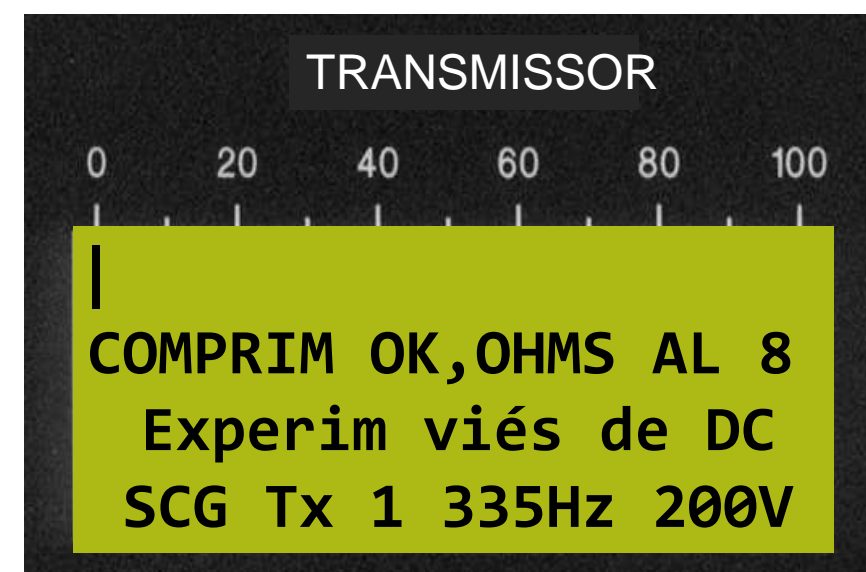 TRANSMISSOR
0 20 40 60 80 100
COMPRIM OK,OHMS AL 8
Experim viés de DC
SCG Tx 1 335Hz 200V